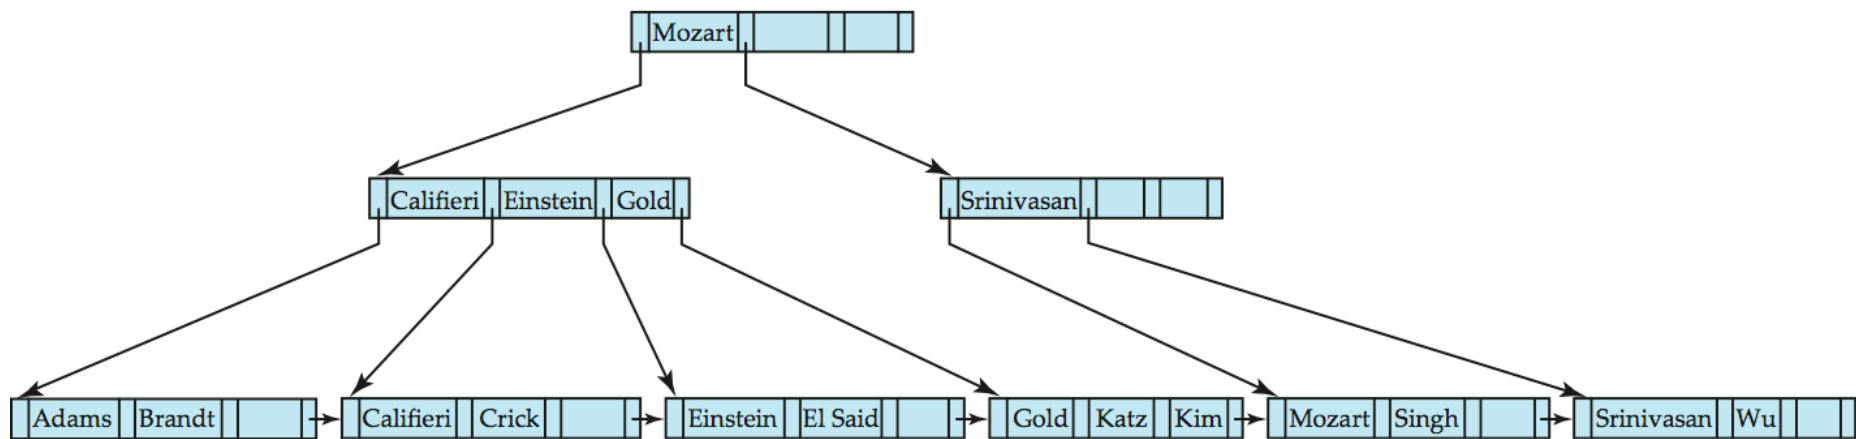 Mozart
Califieri Einstein Gold Srinivasan
Adams Brandt Califieri Crick Einstein El Said Gold Katz Kim Mozart Singh Srinivasan Wu